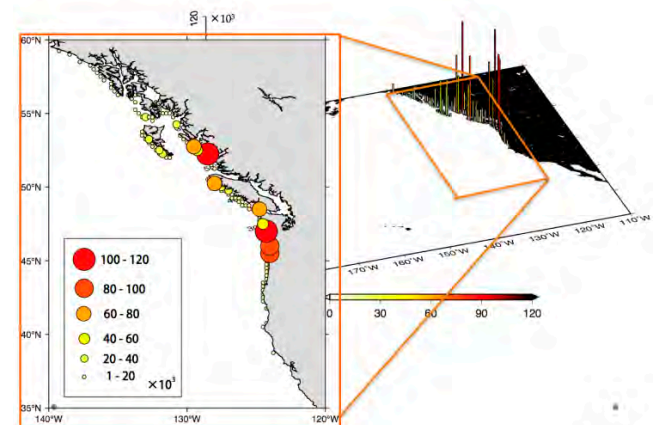 120
×10³
60°N
55°N
50°N
45°N
40°N
35°N
140°W
130°W
120°W
100 - 120
80 - 100
60 - 80
40 - 60
20 - 40
1 - 20
×10³
170°W
160°W
150°W
140°W
130°W
120°W
110°W
0
30
60
90
120